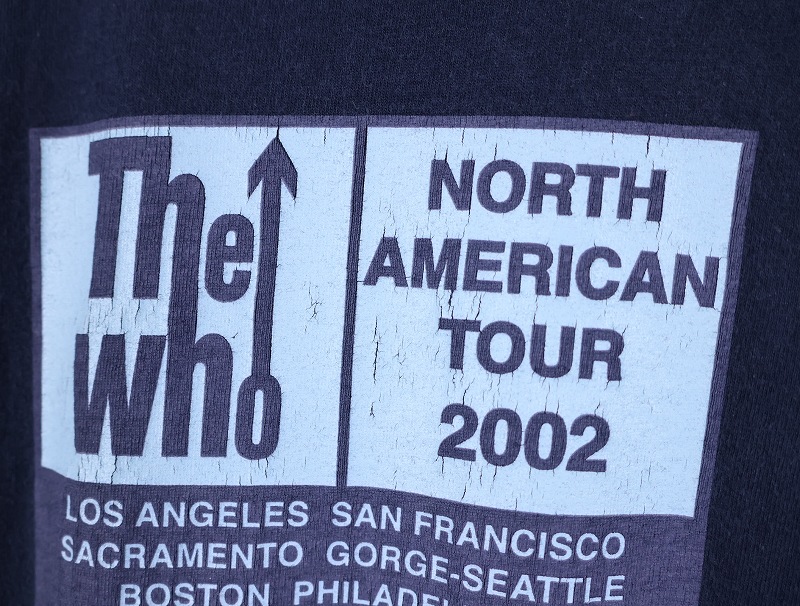 The
Who
NORTH
AMERICAN
TOUR
2002
LOS ANGELES SAN FRANCISCO
SACRAMENTO GORGE-SEATTLE
BOSTON